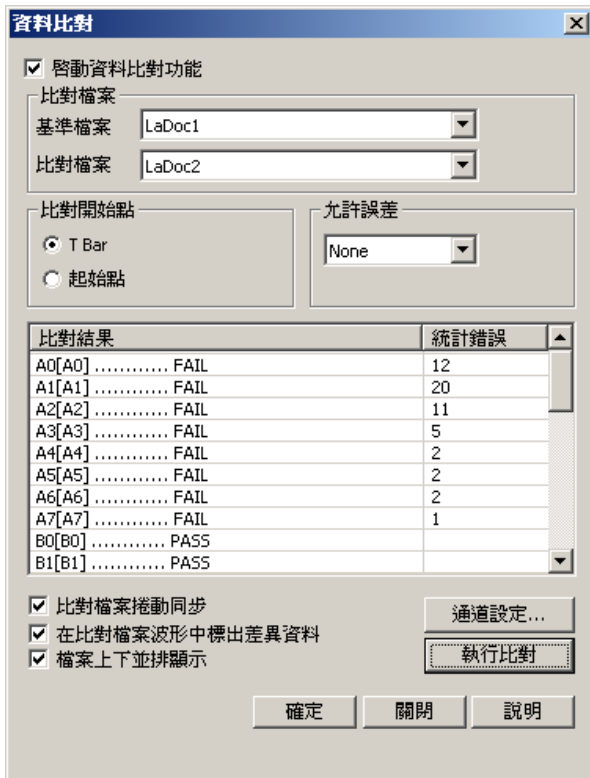 資料比對
啓動資料比對功能
比對檔案
基準檔案 LaDoc1
比對檔案 LaDoc2
比對開始點 允許誤差
T Bar None
起始點
比對結果 統計錯誤
A0[A0] ............ FAIL 12
A1[A1] ............ FAIL 20
A2[A2] ............ FAIL 11
A3[A3] ............ FAIL 5
A4[A4] ............ FAIL 2
A5[A5] ............ FAIL 2
A6[A6] ............ FAIL 2
A7[A7] ............ FAIL 1
B0[B0] ............ PASS
B1[B1] ............ PASS
比對檔案捲動同步 通道設定...
在比對檔案波形中標出差異資料
檔案上下並排顯示 執行比對
確定 關閉 説明